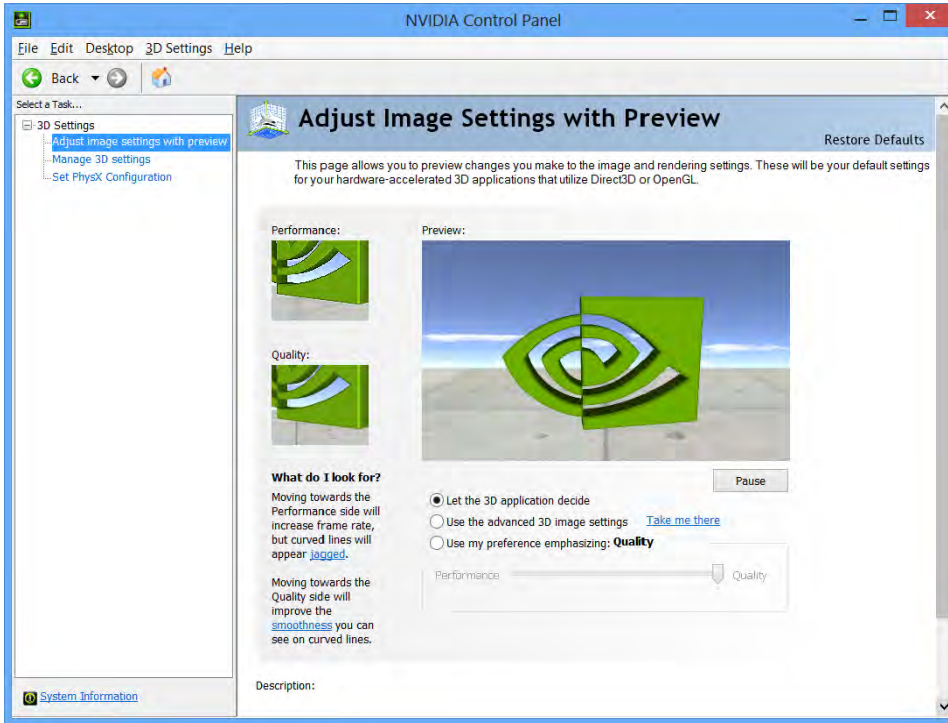 NVIDIA Control Panel
File Edit Desktop 3D Settings Help
Back
Select a Task...
3D Settings
Adjust image settings with preview
Manage 3D settings
Set PhysX Configuration
System Information
Adjust Image Settings with Preview
Restore Defaults
This page allows you to preview changes you make to the image and rendering settings. These will be your default settings
for your hardware-accelerated 3D applications that utilize Direct3D or OpenGL.
Performance:
Quality:
What do I look for?
Moving towards the
Performance side will
increase frame rate,
but curved lines will
appear jagged.
Moving towards the
Quality side will
improve the
smoothness you can
see on curved lines.
Preview:
Pause
Let the 3D application decide
Use the advanced 3D image settings Take me there
Use my preference emphasizing: Quality
Performance Quality
Description: